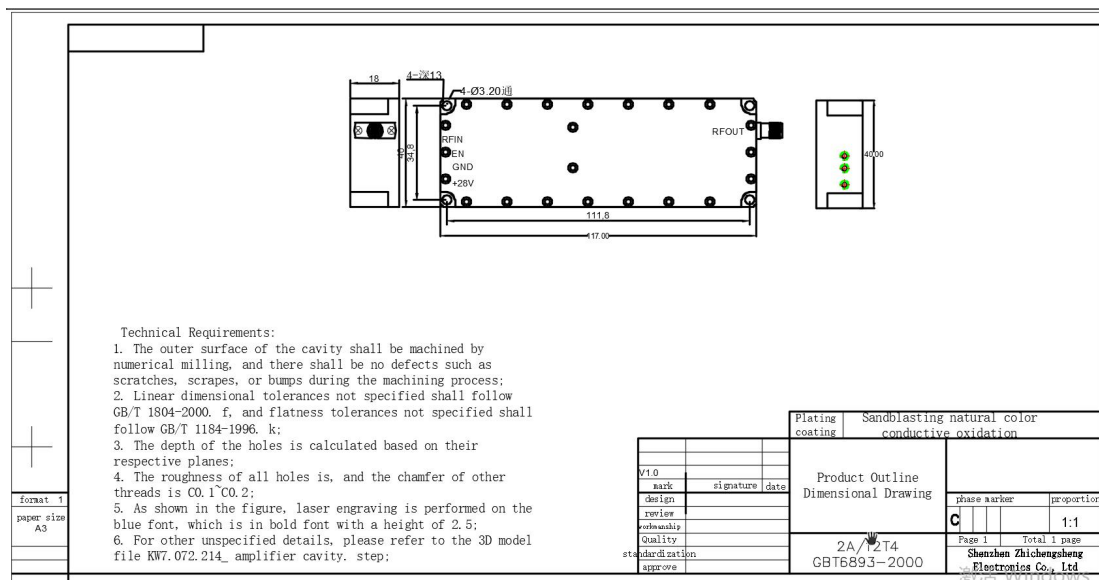 18
4-深13
4-Ø3.20通
RFIN
EN
GND
+28V
RFOUT
40
34,8
111,8
117.00
40.00
Technical Requirements:
1. The outer surface of the cavity shall be machined by
numerical milling, and there shall be no defects such as
scratches, scrapes, or bumps during the machining process;
2. Linear dimensional tolerances not specified shall follow
GB/T 1804-2000. f, and flatness tolerances not specified shall
follow GB/T 1184-1996. k;
3. The depth of the holes is calculated based on their
respective planes;
4. The roughness of all holes is, and the chamfer of other
threads is C0.1~C0.2;
5. As shown in the figure, laser engraving is performed on the
blue font, which is in bold font with a height of 2.5;
6. For other unspecified details, please refer to the 3D model
file KW7.072.214_ amplifier cavity. step;
format 1
paper size
A3
Plating
coating
Sandblasting natural color
conductive oxidation
V1.0
mark signature date
design
review
workmanship
Quality
standardization
approve
Product Outline
Dimensional Drawing
2A/12T4
GBT6893-2000
phase marker proportion
C 1:1
Page 1 Total 1 page
Shenzhen Zhichengsheng
Electronics Co., Ltd
激活 Windows